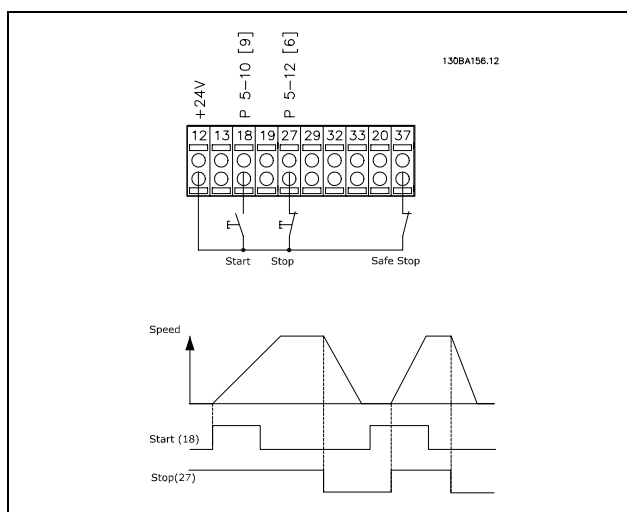 130BA156.12
+24V
P 5-10 [9]
P 5-12 [6]
12 13 18 19 27 29 32 33 20 37
Start Stop Safe Stop
Speed
Start (18)
Stop(27)